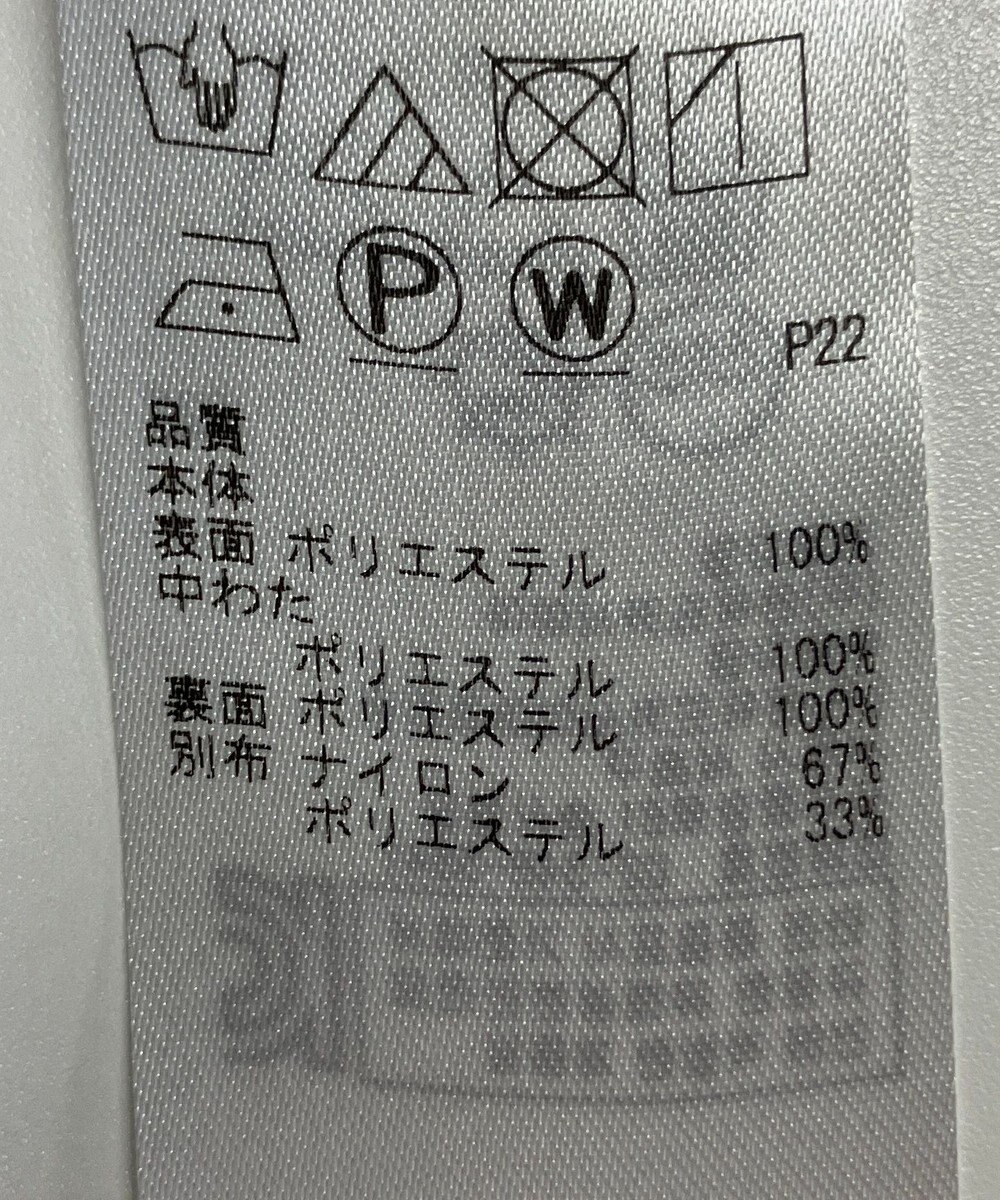 P W P22
品質
本体
表面 ポリエステル 100%
中わた
ポリエステル 100%
裏面 ポリエステル 100%
別布 ナイロン 67%
ポリエステル 33%